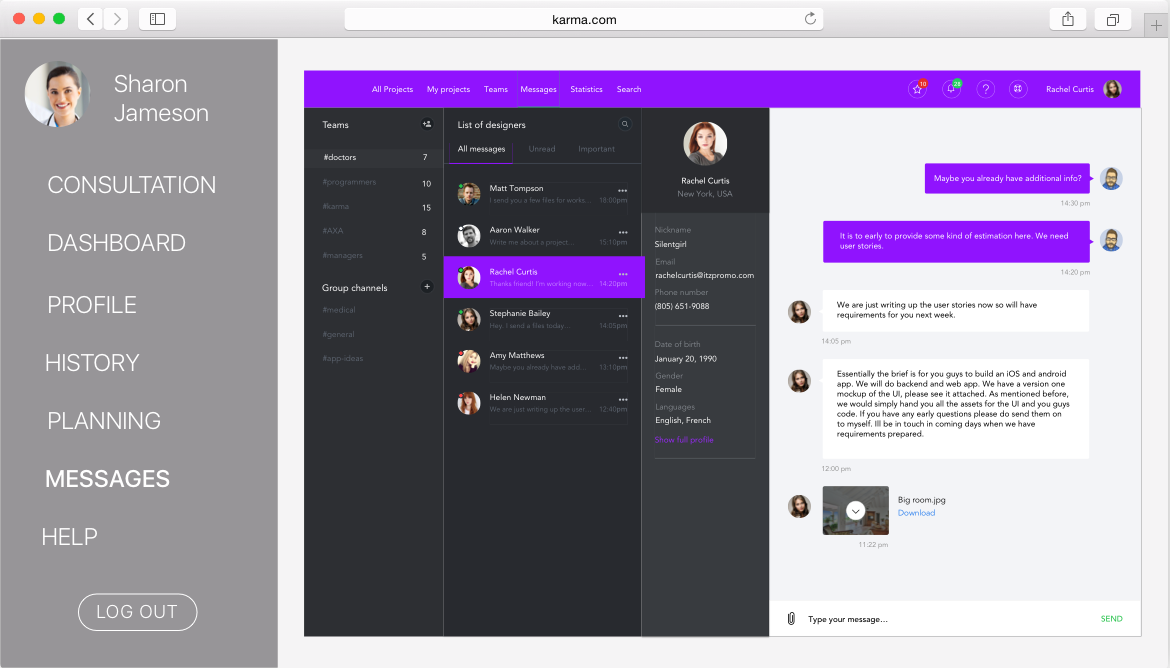 karma.com
Sharon
Jameson
CONSULTATION
DASHBOARD
PROFILE
HISTORY
PLANNING
MESSAGES
HELP
LOG OUT
All Projects
My projects
Teams
Messages
Statistics
Search
10
28
?
Rachel Curtis
Teams
#doctors 7
#programmers 10
#karma 15
#AXA 8
#managers 5
Group channels +
#medical
#general
#app-ideas
List of designers
All messages
Unread
Important
Matt Tompson
I send you a few files for works... 18:00pm
Aaron Walker
Write me about a project... 15:10pm
Rachel Curtis
Thanks friend! I'm working now... 14:20pm
Stephanie Bailey
Hey. I send a files today... 14:05pm
Amy Matthews
Maybe you already have add... 13:10pm
Helen Newman
We are just writing up the user... 12:40pm
Rachel Curtis
New York, USA
Nickname
Silentgirl
Email
rachelcurtis@itzpromo.com
Phone number
(805) 651-9088
Date of birth
January 20, 1990
Gender
Female
Languages
English, French
Show full profile
Maybe you already have additional info?
14:30 pm
It is to early to provide some kind of estimation here. We need
user stories.
14:20 pm
We are just writing up the user stories now so will have
requirements for you next week.
14:05 pm
Essentially the brief is for you guys to build an iOS and android
app. We will do backend and web app. We have a version one
mockup of the UI, please see it attached. As mentioned before,
we would simply hand you all the assets for the UI and you guys
code. If you have any early questions please do send them on
to myself. Ill be in touch in coming days when we have
requirements prepared.
12:00 pm
Big room.jpg
Download
11:22 pm
Type your message...
SEND